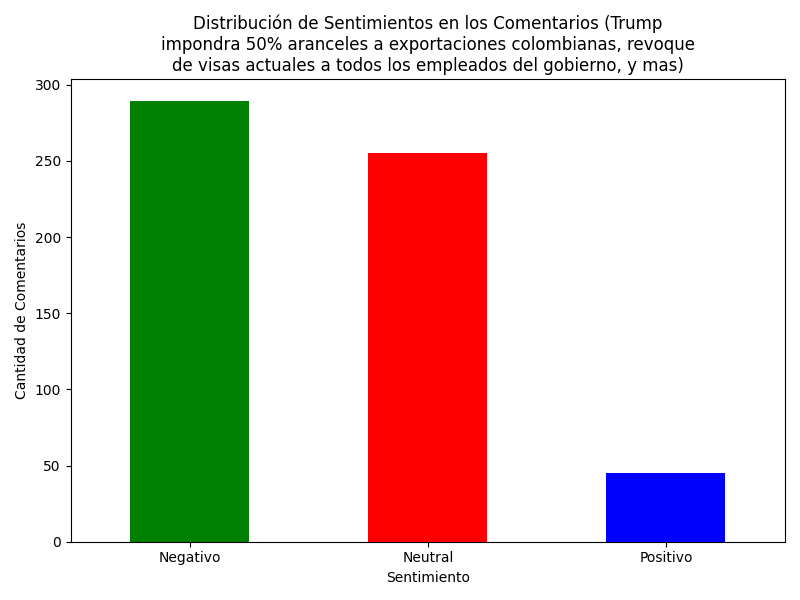 Distribución de Sentimientos en los Comentarios (Trump
impondra 50% aranceles a exportaciones colombianas, revoque
de visas actuales a todos los empleados del gobierno, y mas)
300
250
200
150
100
50
0
Cantidad de Comentarios
Negativo Neutral Positivo
Sentimiento